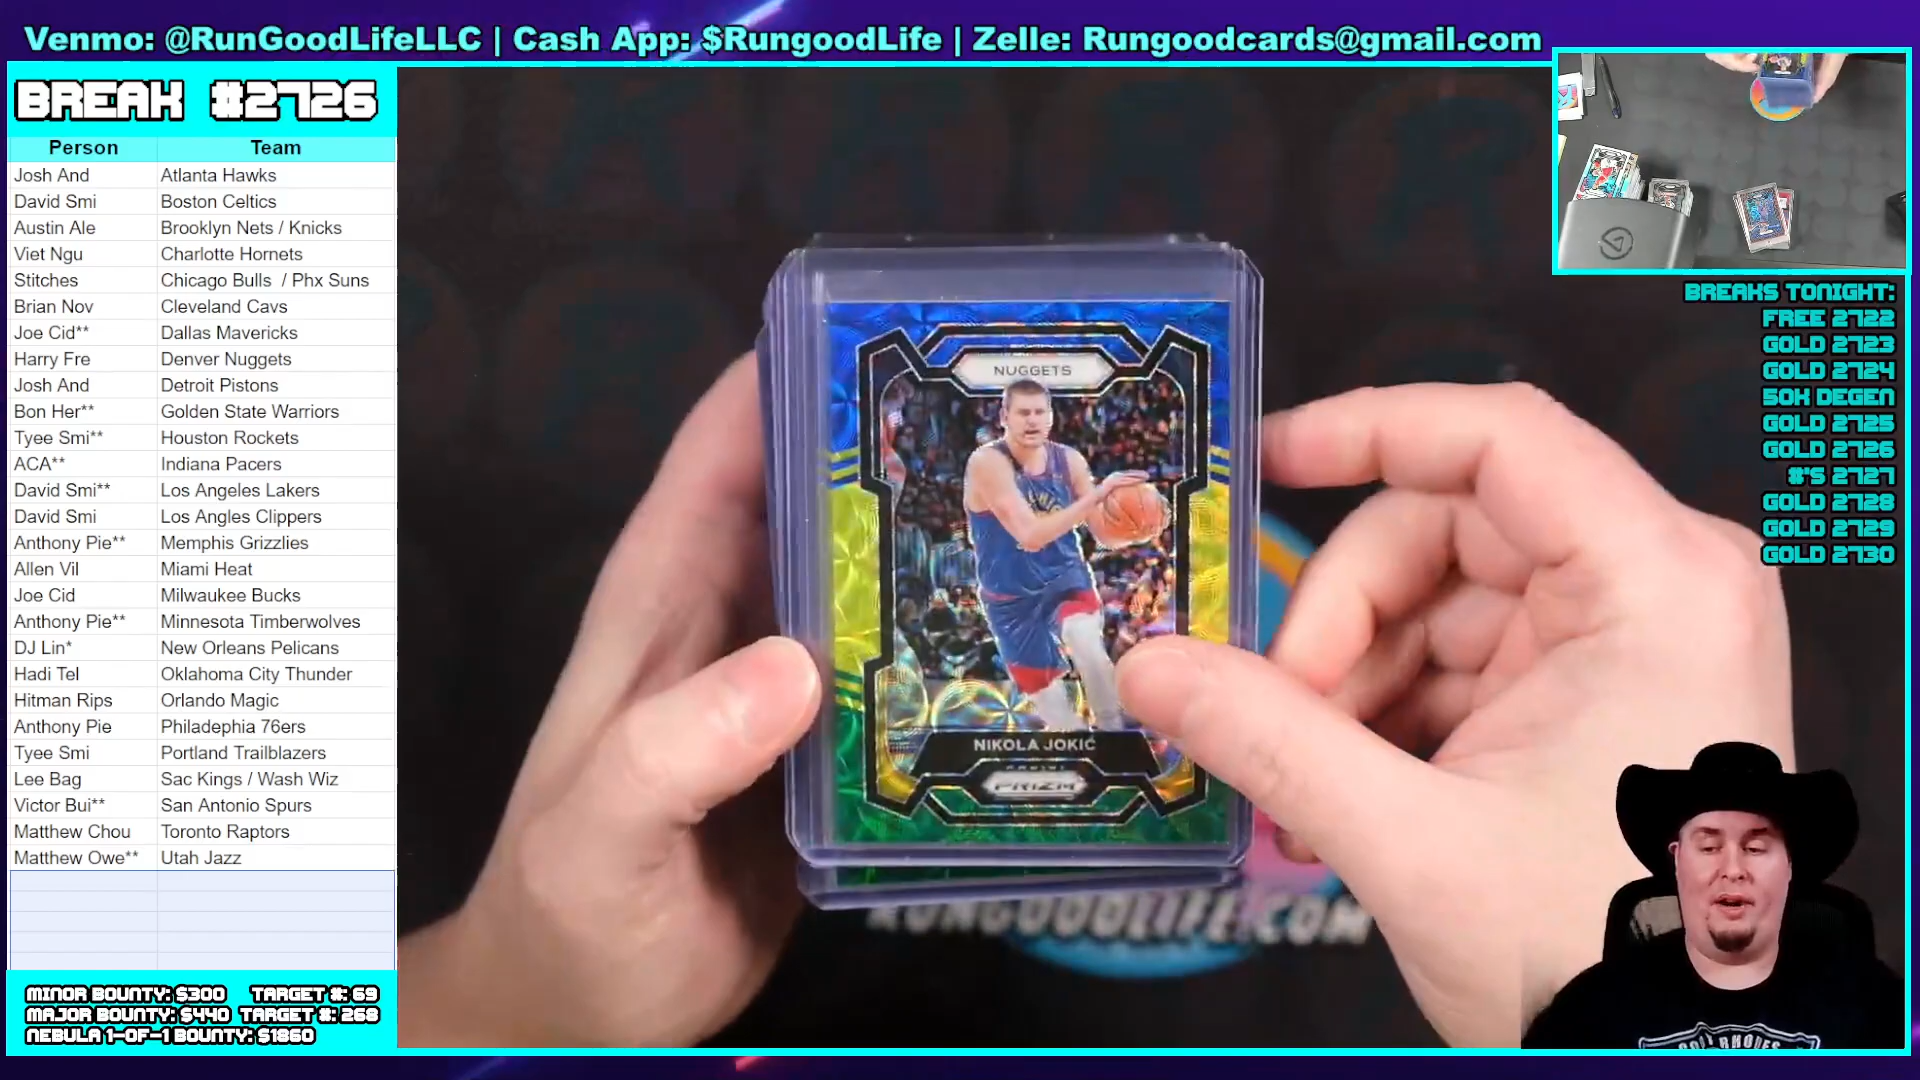 Venmo: @RunGoodLifeLLC | Cash App: $RungoodLife | Zelle: Rungoodcards@gmail.com
BREAK #2726
Person Team
Josh And Atlanta Hawks
David Smi Boston Celtics
Austin Ale Brooklyn Nets / Knicks
Viet Ngu Charlotte Hornets
Stitches Chicago Bulls / Phx Suns
Brian Nov Cleveland Cavs
Joe Cid** Dallas Mavericks
Harry Fre Denver Nuggets
Josh And Detroit Pistons
Bon Her** Golden State Warriors
Tyee Smi** Houston Rockets
ACA** Indiana Pacers
David Smi** Los Angeles Lakers
David Smi Los Angles Clippers
Anthony Pie** Memphis Grizzlies
Allen Vil Miami Heat
Joe Cid Milwaukee Bucks
Anthony Pie** Minnesota Timberwolves
DJ Lin* New Orleans Pelicans
Hadi Tel Oklahoma City Thunder
Hitman Rips Orlando Magic
Anthony Pie Philadephia 76ers
Tyee Smi Portland Trailblazers
Lee Bag Sac Kings / Wash Wiz
Victor Bui** San Antonio Spurs
Matthew Chou Toronto Raptors
Matthew Owe** Utah Jazz
MINOR BOUNTY: $300 TARGET #: 69
MAJOR BOUNTY: $440 TARGET #: 268
NEBULA 1-OF-1 BOUNTY: $1860
NUGGETS
NIKOLA JOKIĆ
PANINI
PRIZM
RUNGOODLIFE.COM
BREAKS TONIGHT:
FREE 2722
GOLD 2723
GOLD 2724
50K DEGEN
GOLD 2725
GOLD 2726
#'S 2727
GOLD 2728
GOLD 2729
GOLD 2730